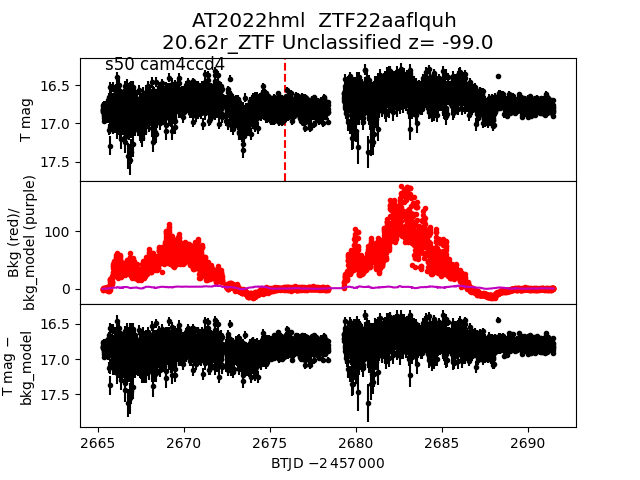 AT2022hml  ZTF22aaflquh
20.62r_ZTF Unclassified z= -99.0
s50 cam4ccd4
16.5
17.0
17.5
T mag
100
0
Bkg (red)/
bkg_model (purple)
16.5
17.0
17.5
T mag −
bkg_model
2665
2670
2675
2680
2685
2690
BTJD −2 457 000